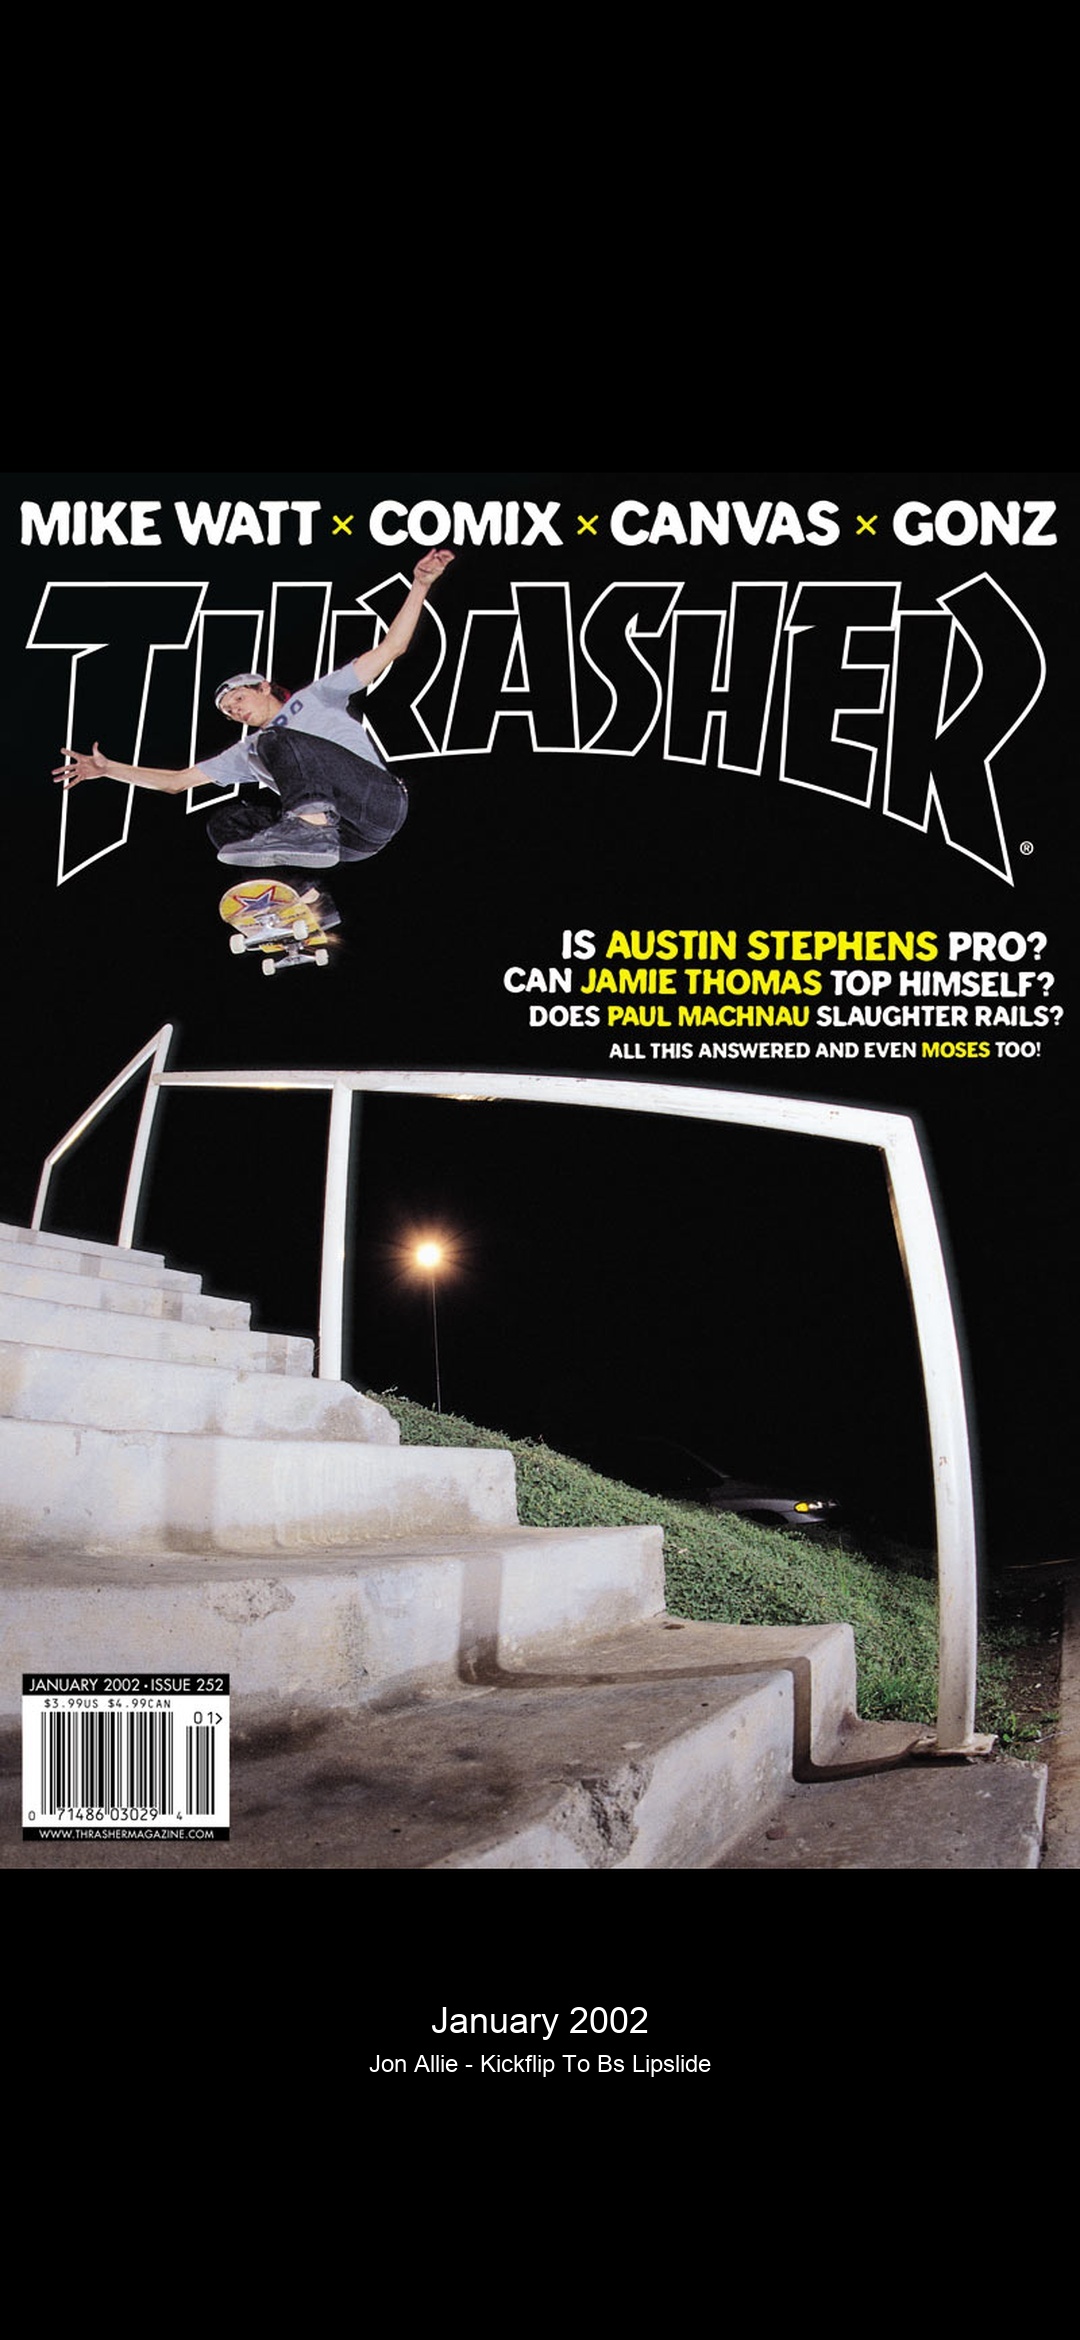 MIKE WATT × COMIX × CANVAS × GONZ
THRASHER®
IS AUSTIN STEPHENS PRO?
CAN JAMIE THOMAS TOP HIMSELF?
DOES PAUL MACHNAU SLAUGHTER RAILS?
ALL THIS ANSWERED AND EVEN MOSES TOO!
JANUARY 2002 • ISSUE 252
$3.99US $4.99CAN
01>
0 71486 03029 4
WWW.THRASHERMAGAZINE.COM
January 2002
Jon Allie - Kickflip To Bs Lipslide